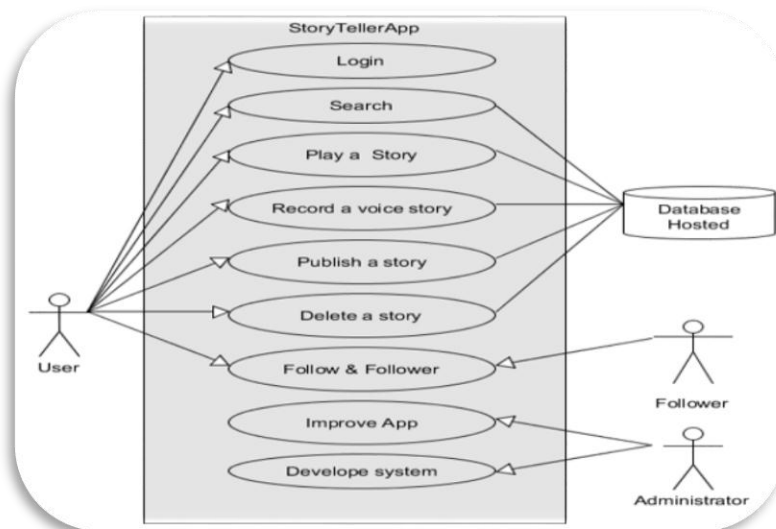 StoryTellerApp
Login
Search
Play a Story
Record a voice story
Publish a story
Delete a story
Follow & Follower
Improve App
Develope system
User
Database
Hosted
Follower
Administrator